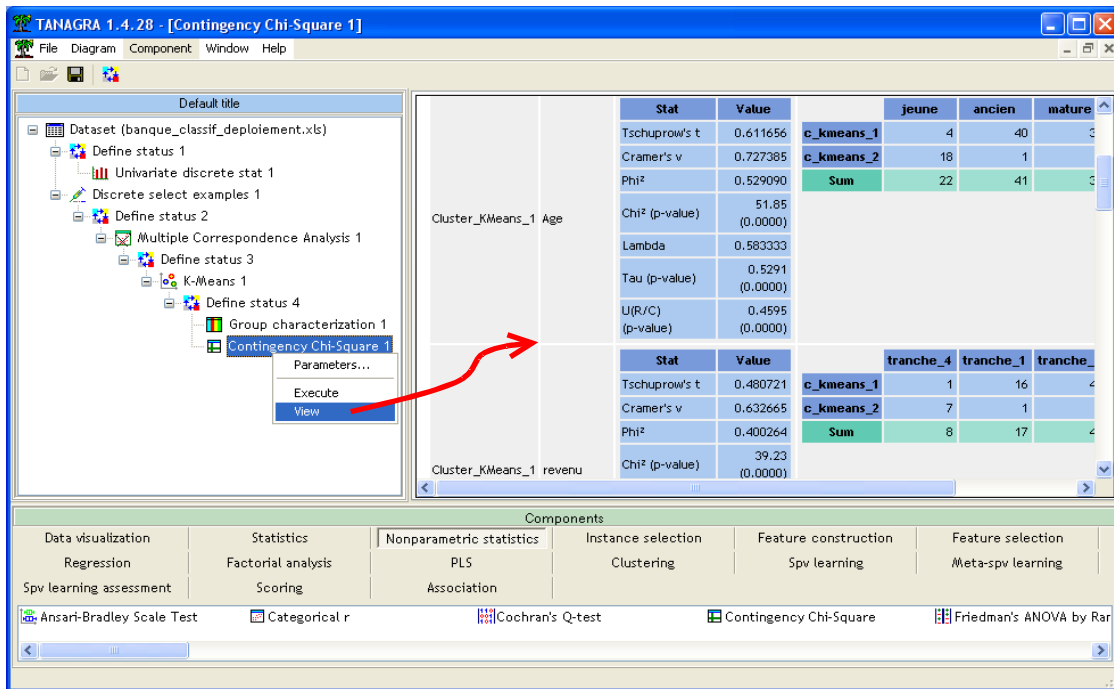 TANAGRA 1.4.28 - [Contingency Chi-Square 1]
File Diagram Component Window Help
Default title
Dataset (banque_classif_deploiement.xls)
Define status 1
Univariate discrete stat 1
Discrete select examples 1
Define status 2
Multiple Correspondence Analysis 1
Define status 3
K-Means 1
Define status 4
Group characterization 1
Contingency Chi-Square 1
Parameters...
Execute
View
Cluster_KMeans_1 Age
Stat Value
Tschuprow's t 0.611656
Cramer's v 0.727385
Phi² 0.529090
Chi² (p-value) 51.85 (0.0000)
Lambda 0.583333
Tau (p-value) 0.5291 (0.0000)
U(R/C) (p-value) 0.4595 (0.0000)
jeune ancien mature
c_kmeans_1 4 40 3
c_kmeans_2 18 1
Sum 22 41 3
Cluster_KMeans_1 revenu
Stat Value
Tschuprow's t 0.480721
Cramer's v 0.632665
Phi² 0.400264
Chi² (p-value) 39.23 (0.0000)
tranche_4 tranche_1 tranche_
c_kmeans_1 1 16 4
c_kmeans_2 7 1
Sum 8 17 4
Components
Data visualization Statistics Nonparametric statistics Instance selection Feature construction Feature selection
Regression Factorial analysis PLS Clustering Spv learning Meta-spv learning
Spv learning assessment Scoring Association
Ansari-Bradley Scale Test Categorical r Cochran's Q-test Contingency Chi-Square Friedman's ANOVA by Rar